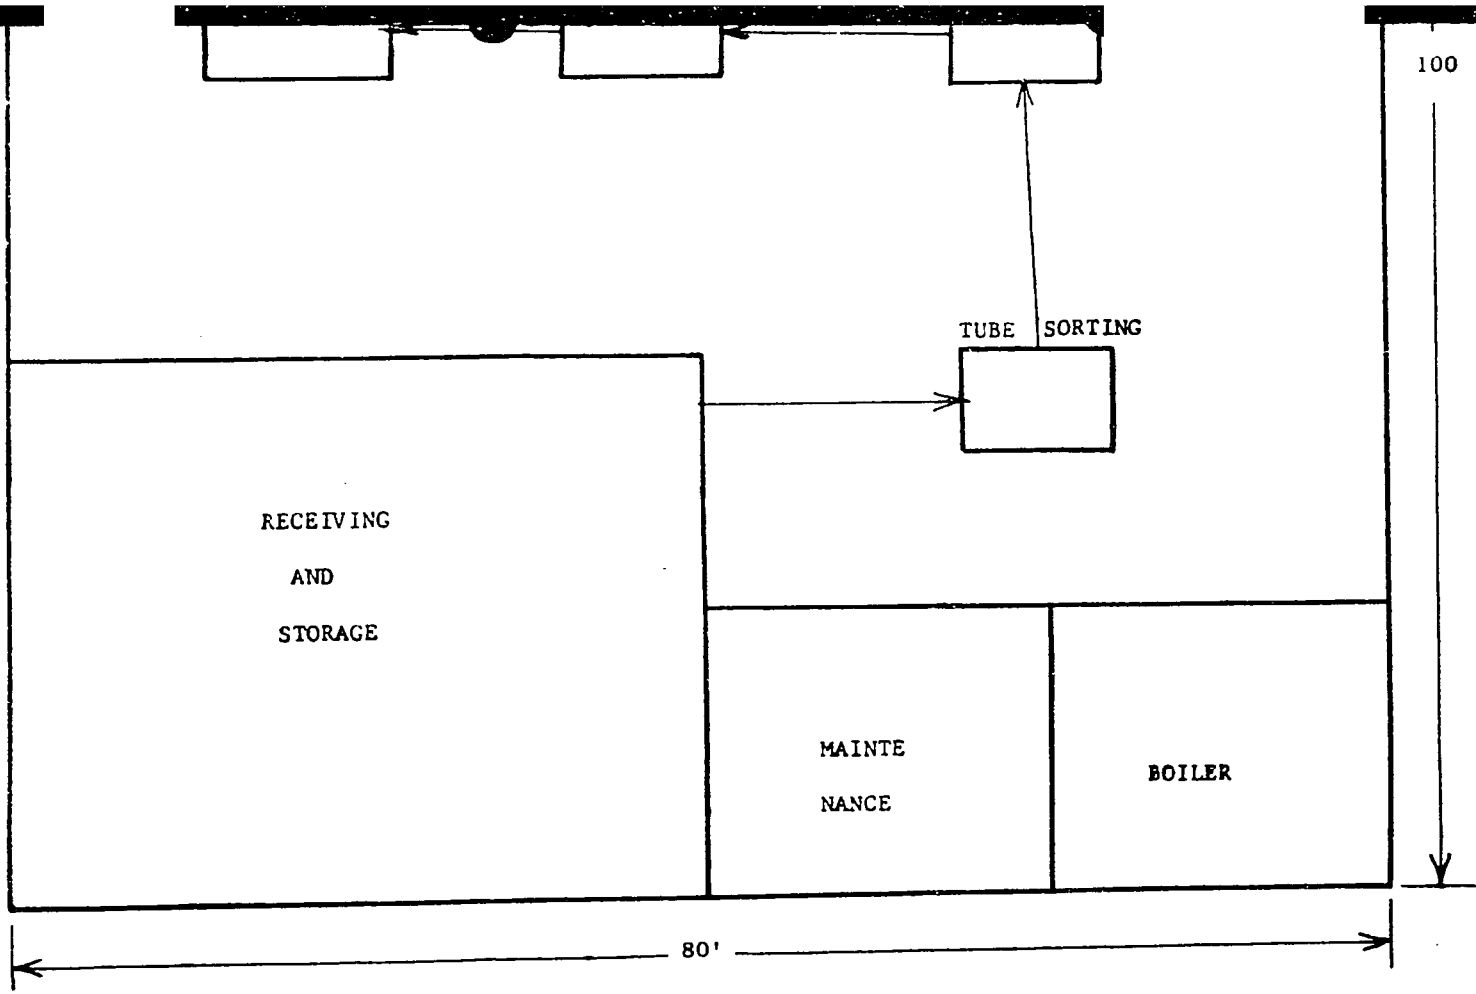 100
TUBE SORTING
RECEIVING
AND
STORAGE
MAINTE
NANCE
BOILER
80'